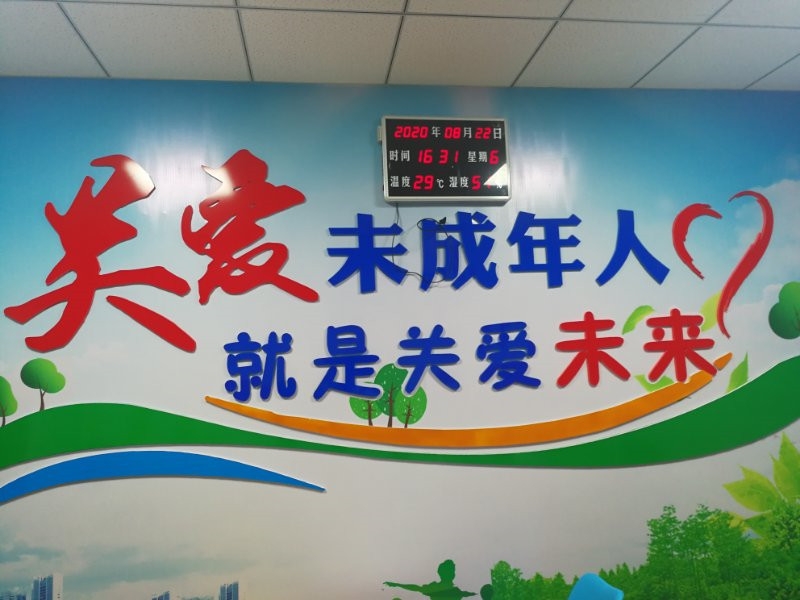 2020年08月22日
时间 16 31 星期6
温度29℃ 湿度
关爱未成年人
就是关爱未来